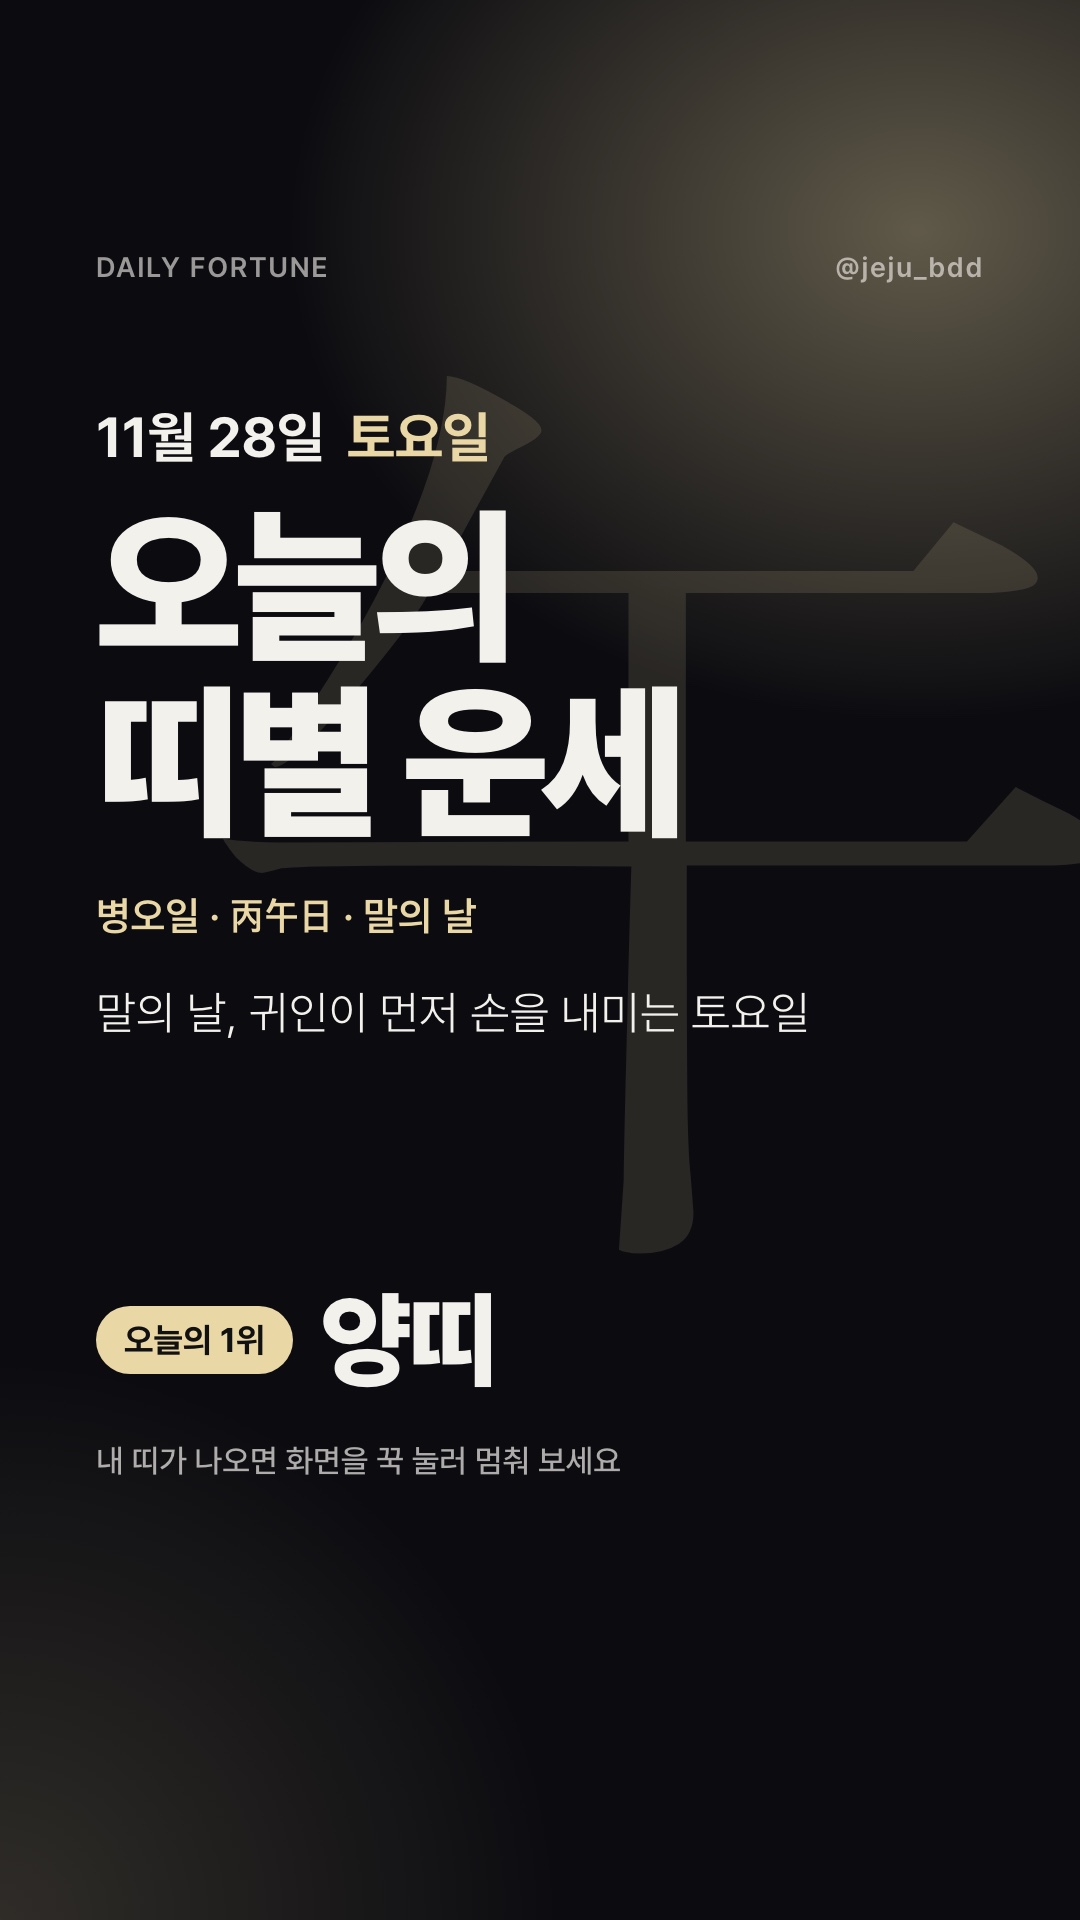 DAILY FORTUNE
@jeju_bdd
11월 28일 토요일
오늘의
띠별 운세
병오일 · 丙午日 · 말의 날
말의 날, 귀인이 먼저 손을 내미는 토요일
午
오늘의 1위 양띠
내 띠가 나오면 화면을 꾹 눌러 멈춰 보세요